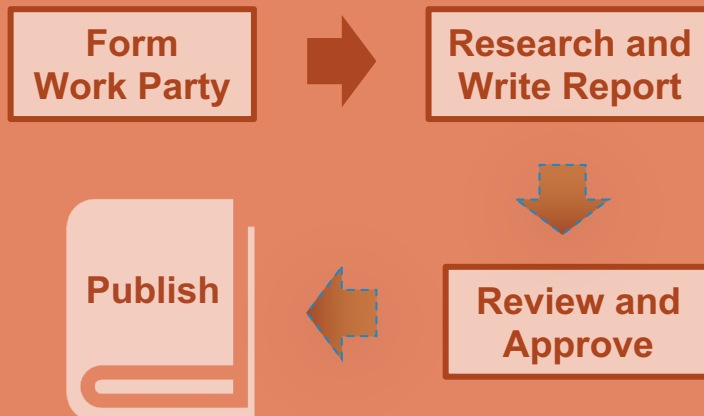 Form
Work Party
Research and
Write Report
Review and
Approve
Publish